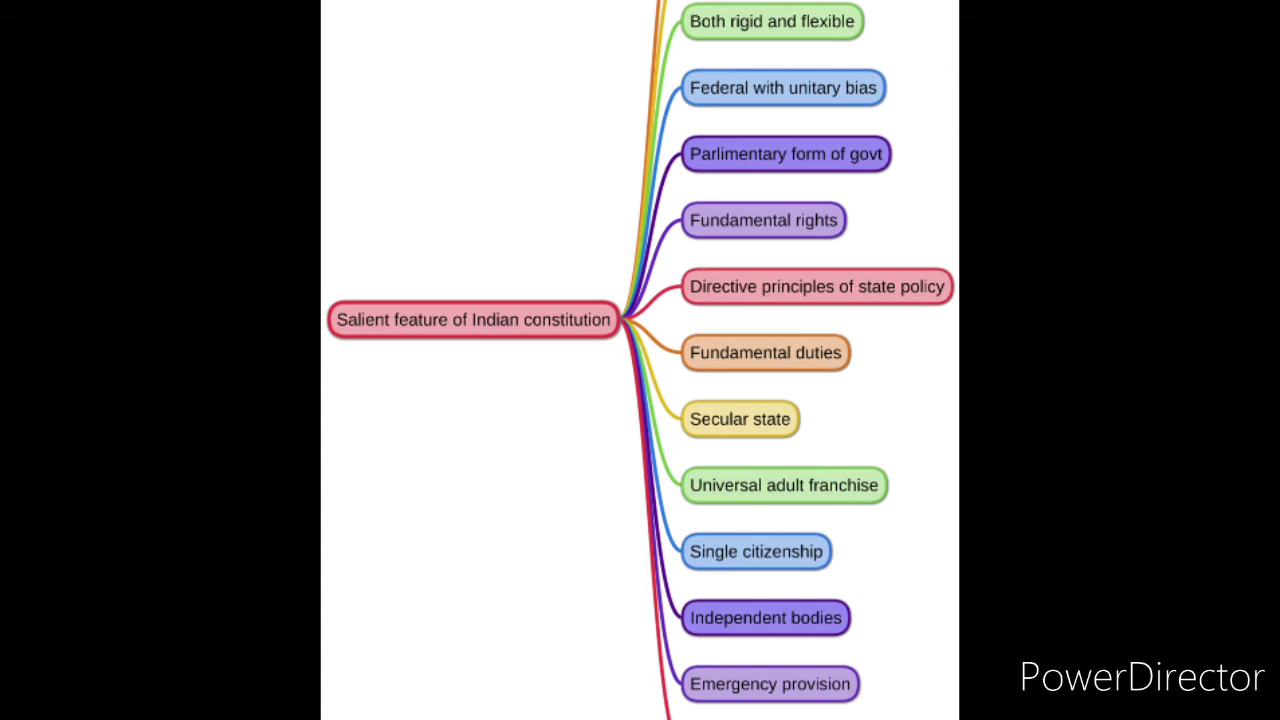 Both rigid and flexible
Federal with unitary bias
Parlimentary form of govt
Fundamental rights
Directive principles of state policy
Salient feature of Indian constitution
Fundamental duties
Secular state
Universal adult franchise
Single citizenship
Independent bodies
Emergency provision
PowerDirector